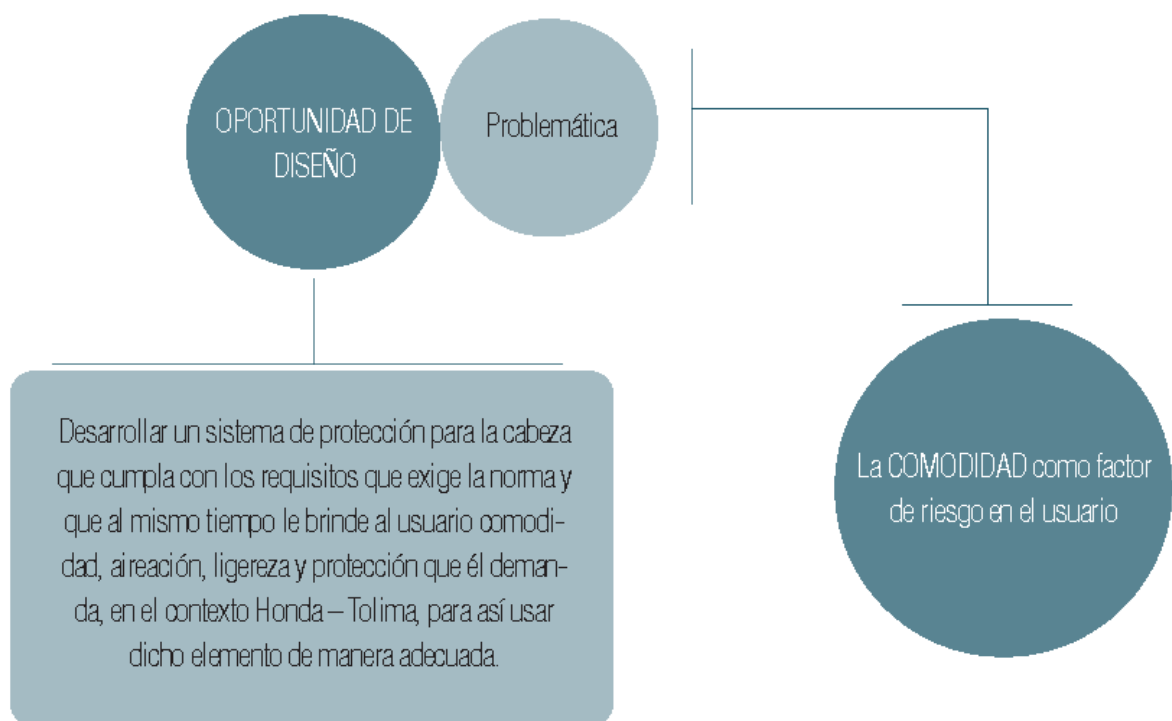 OPORTUNIDAD DE
DISEÑO
Problemática
Desarrollar un sistema de protección para la cabeza
que cumpla con los requisitos que exige la norma y
que al mismo tiempo le brinde al usuario comodi-
dad, aireación, ligereza y protección que él deman-
da, en el contexto Honda – Tolima, para así usar
dicho elemento de manera adecuada.
La COMODIDAD como factor
de riesgo en el usuario